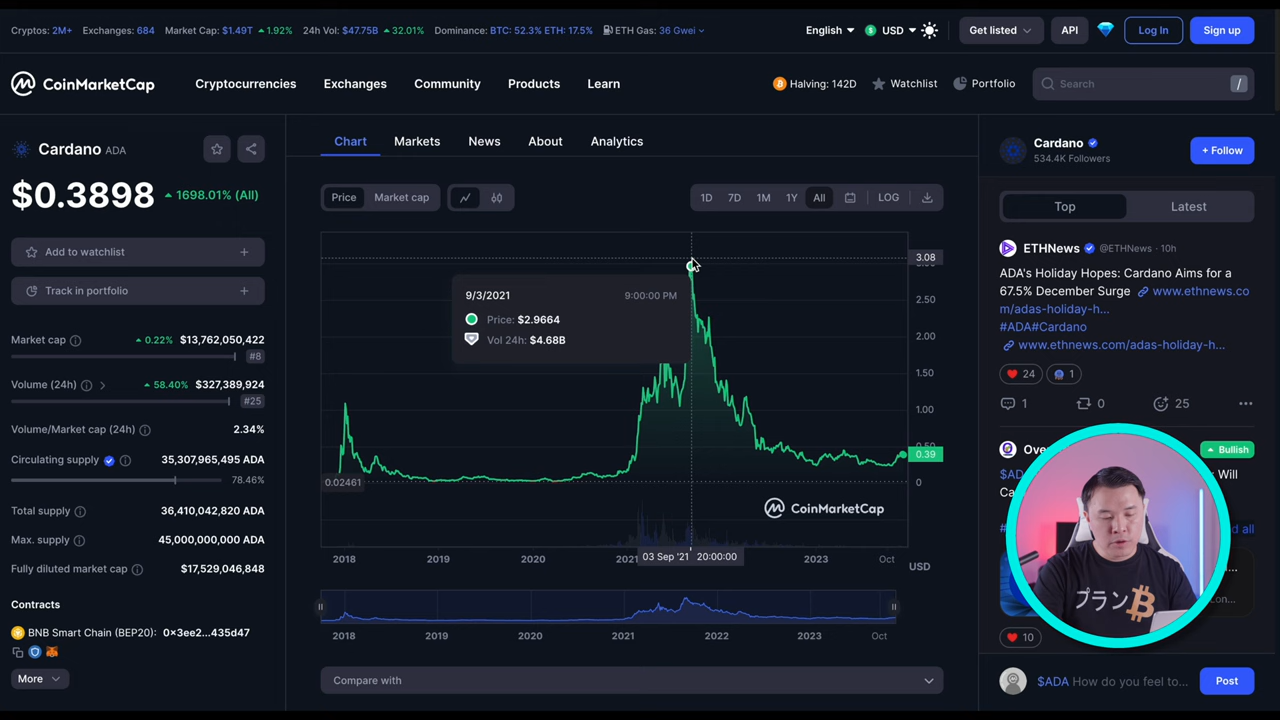 Cryptos: 2M+ Exchanges: 684 Market Cap: $1.49T 1.92% 24h Vol: $47.75B 32.01% Dominance: BTC: 52.3% ETH: 17.5% ETH Gas: 36 Gwei English USD Get listed API Log In Sign up
CoinMarketCap Cryptocurrencies Exchanges Community Products Learn Halving: 142D Watchlist Portfolio Search /
Cardano ADA
$0.3898 1698.01% (All)
Add to watchlist +
Track in portfolio +
Market cap 0.22% $13,762,050,422
#8
Volume (24h) 58.40% $327,389,924
#25
Volume/Market cap (24h) 2.34%
Circulating supply 35,307,965,495 ADA
78.46%
Total supply 36,410,042,820 ADA
Max. supply 45,000,000,000 ADA
Fully diluted market cap $17,529,046,848
Contracts
BNB Smart Chain (BEP20): 0x3ee2...435d47
More
Chart Markets News About Analytics
Price Market cap 1D 7D 1M 1Y All LOG
3.08
2.50
2.00
1.50
1.00
0.50
0.39
0
9/3/2021 9:00:00 PM
Price: $2.9664
Vol 24h: $4.68B
0.02461
CoinMarketCap
03 Sep '21 20:00:00
2018 2019 2020 2021 2023 Oct
USD
2018 2019 2020 2021 2022 2023 Oct
Compare with
Cardano
534.4K Followers
+ Follow
Top Latest
ETHNews @ETHNews · 10h
ADA's Holiday Hopes: Cardano Aims for a
67.5% December Surge www.ethnews.co
m/adas-holiday-h...
#ADA#Cardano
www.ethnews.com/adas-holiday-h...
24 1
1 0 25
Bullish
Will
all
プラン₿
10
$ADA How do you feel to...
Post